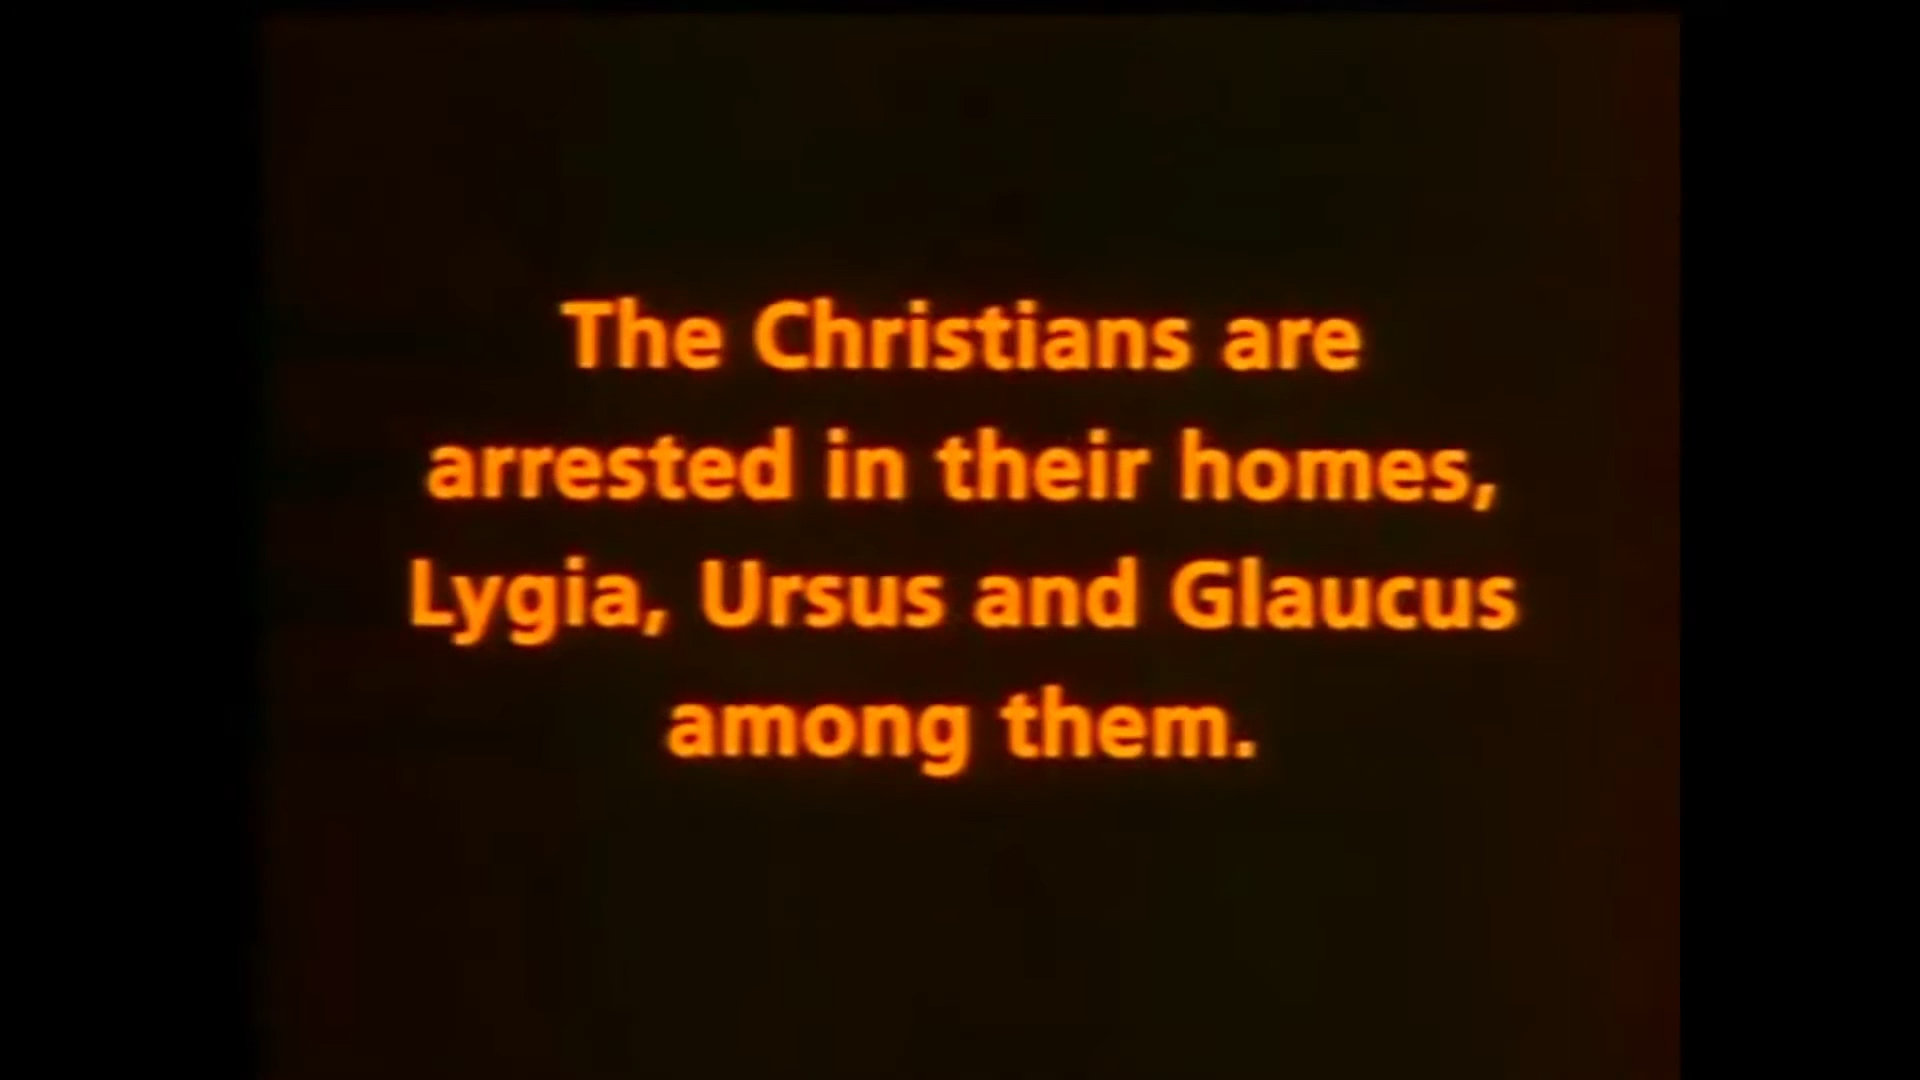 The Christians are
arrested in their homes,
Lygia, Ursus and Glaucus
among them.